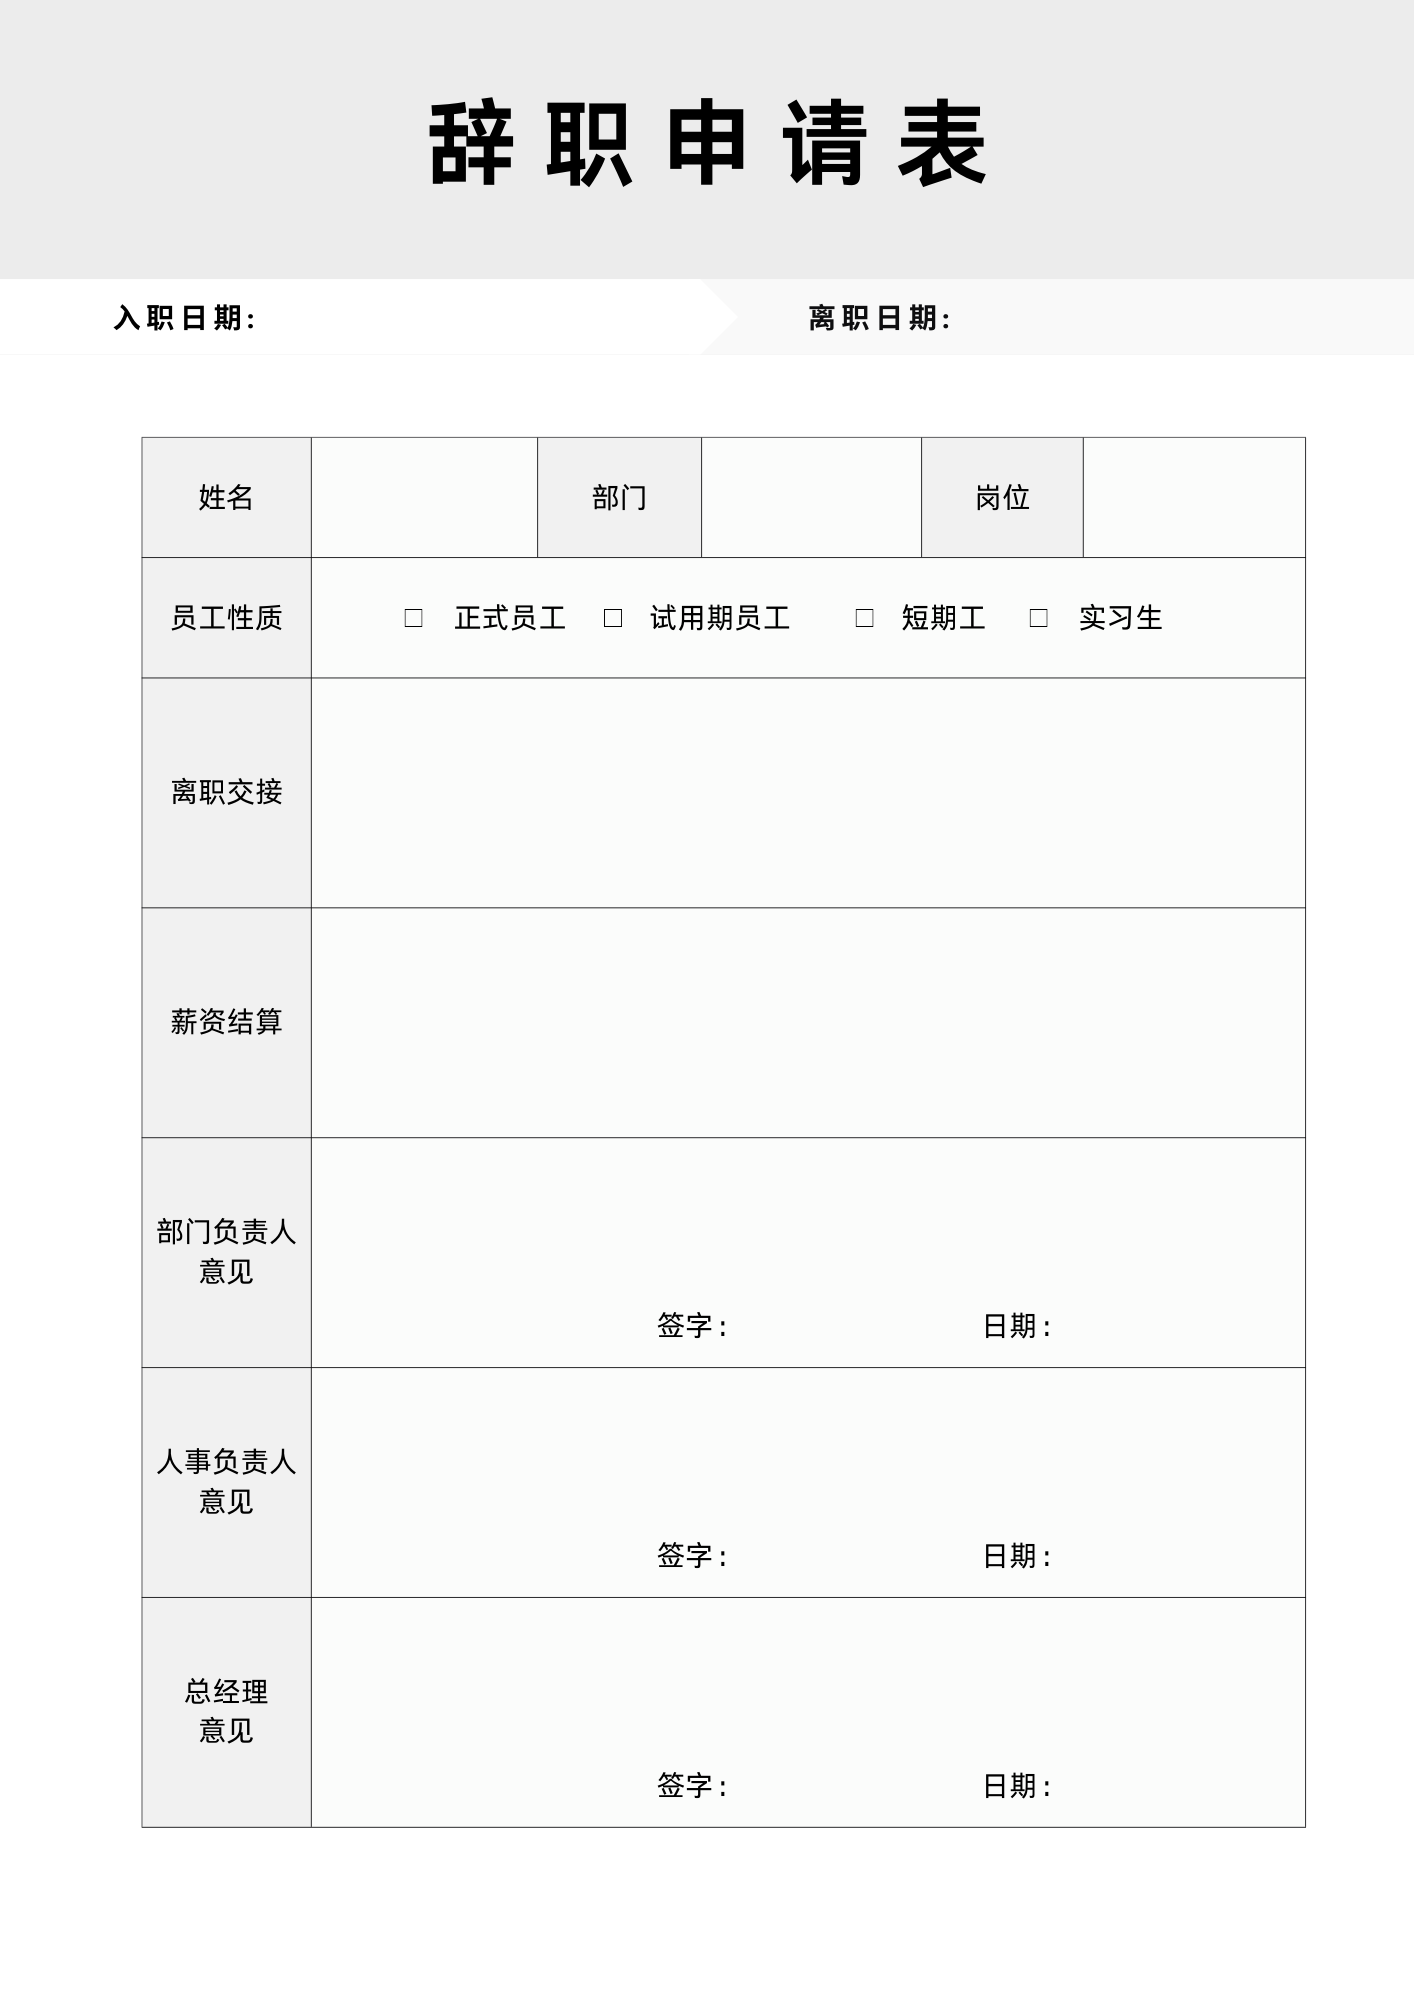 辞职申请表
入职日期: 离职日期:
姓名 部门 岗位
员工性质 □ 正式员工 □ 试用期员工 □ 短期工 □ 实习生
离职交接
薪资结算
部门负责人
意见
签字: 日期:
人事负责人
意见
签字: 日期:
总经理
意见
签字: 日期: